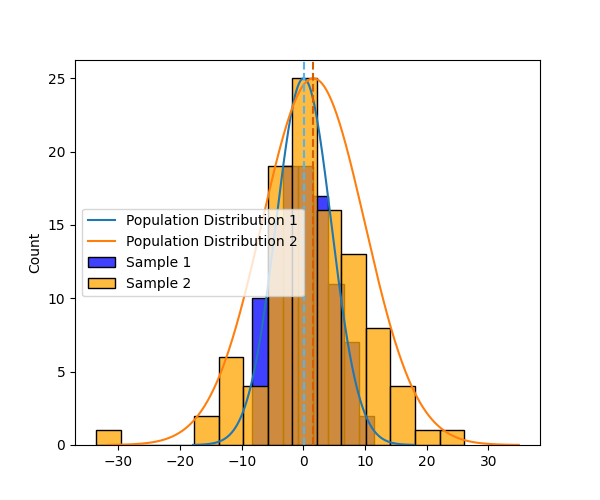 25
20
15
10
5
0
Count
Population Distribution 1
Population Distribution 2
Sample 1
Sample 2
−30 −20 −10 0 10 20 30